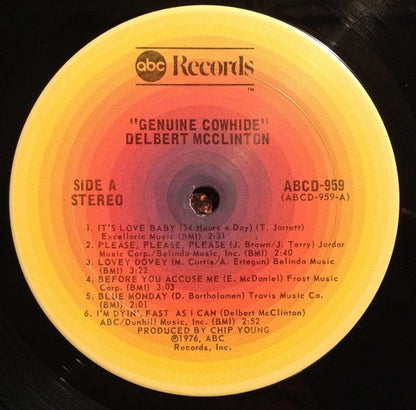 abc Records
TM
"GENUINE COWHIDE"
DELBERT MCCLINTON
SIDE A
STEREO
ABCD-959
(ABCD-959-A)
1. IT'S LOVE BABY (24 Hours a Day) (T. Jarrett)
Excellorie Music (BMI) 2:31
2. PLEASE, PLEASE, PLEASE (J. Brown/J. Terry) Jordar
Music Corp./Belinda Music, Inc. (BMI) 2:40
3. LOVEY DOVEY (M. Curtis/A. Erregun) Belinda Music
(BMI) 3:22
4. BEFORE YOU ACCUSE ME (E. McDaniel) Frost Music
Corp. (BMI) 3:03
5. BLUE MONDAY (D. Bartholomen) Travis Music Co.
(BMI) 2:01
6. I'M DYIN', FAST AS I CAN (Delbert McClinton)
ABC/Dunhill Music, Inc. (BMI) 2:52
PRODUCED BY CHIP YOUNG
℗1976, ABC
Records, Inc.